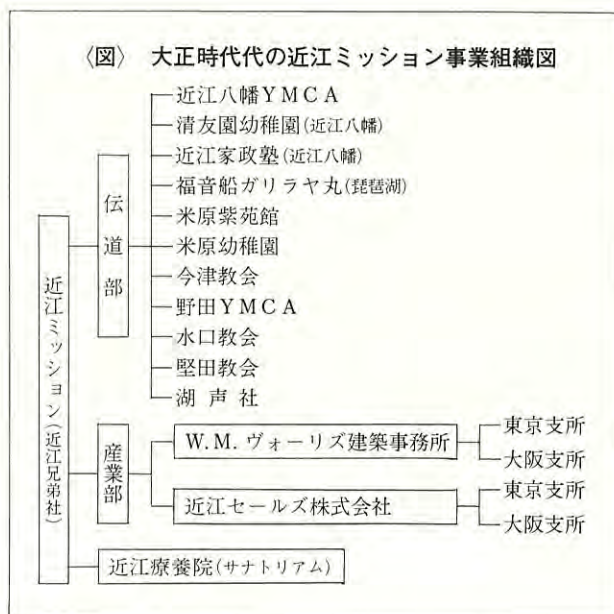 〈図〉 大正時代代の近江ミッション事業組織図
近江ミッション(近江兄弟社)
伝道部
近江八幡YMCA
清友園幼稚園(近江八幡)
近江家政塾(近江八幡)
福音船ガリラヤ丸(琵琶湖)
米原紫苑館
米原幼稚園
今津教会
野田YMCA
水口教会
堅田教会
湖声社
産業部
W.M.ヴォーリズ建築事務所
東京支所
大阪支所
近江セールズ株式会社
東京支所
大阪支所
近江療養院(サナトリアム)